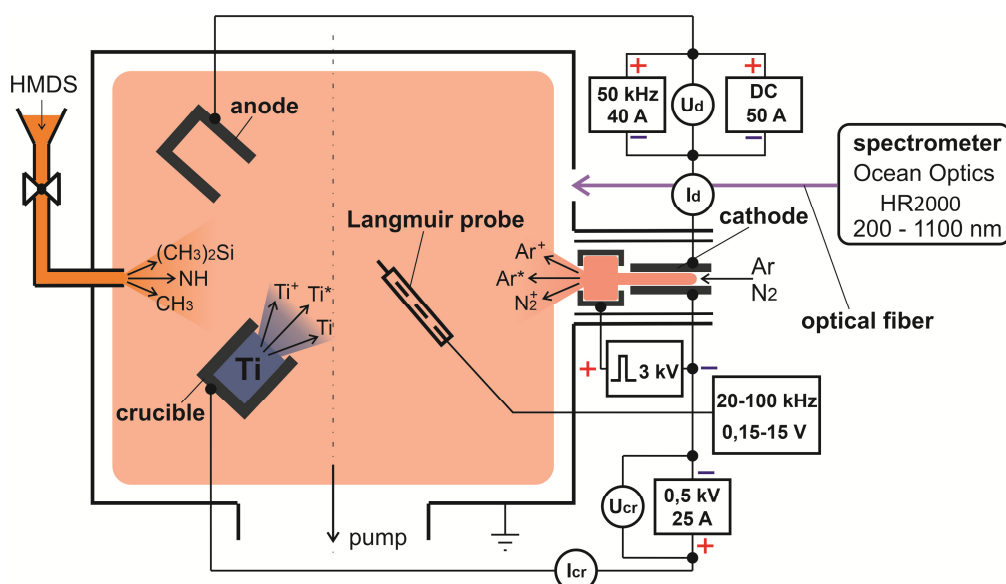 HMDS
anode
+
50 kHz
40 A
−
Ud
+
DC
50 A
−
Id
spectrometer
Ocean Optics
HR2000
200 - 1100 nm
cathode
Langmuir probe
(CH3)2Si
NH
CH3
Ar+
Ar*
N2+
Ar
N2
optical fiber
Ti+
Ti*
Ti
Ti
crucible
+
3 kV
−
20-100 kHz
0,15-15 V
−
Ucr
0,5 kV
25 A
+
pump
Icr